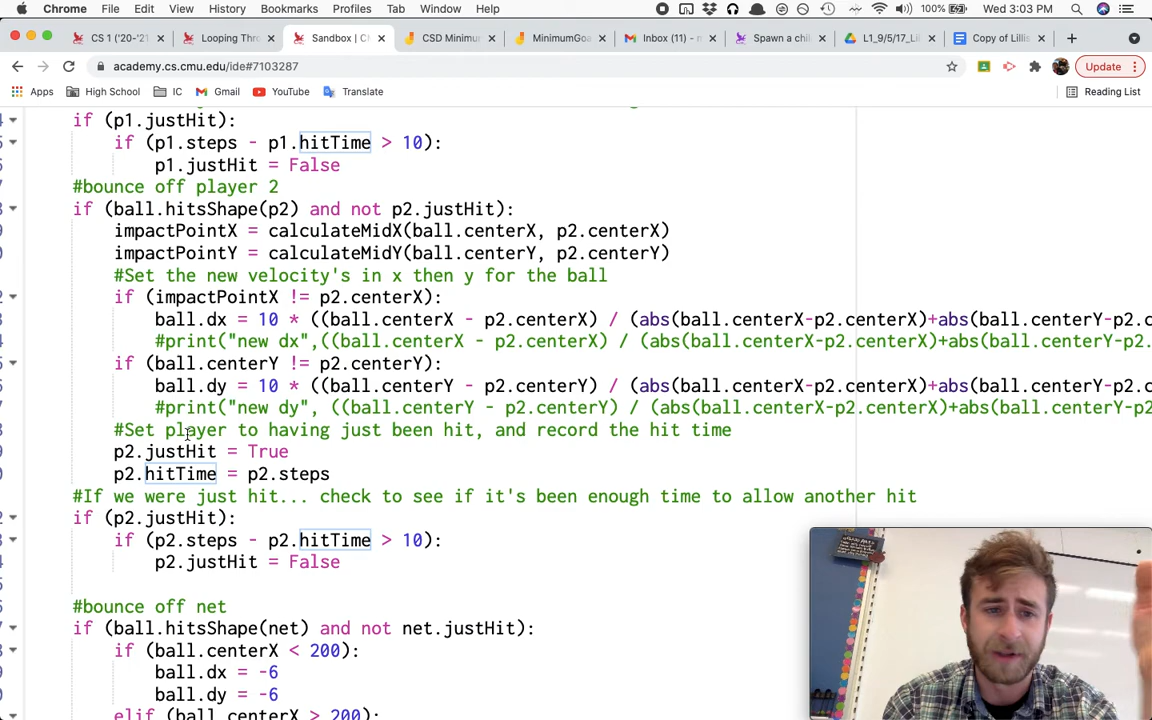 Chrome File Edit View History Bookmarks Profiles Tab Window Help 100% Wed 3:03 PM
CS 1 ('20-'21 Looping Thro Sandbox | C CSD Minimum MinimumGoa Inbox (11) - m Spawn a chil L1_9/5/17_Li Copy of Lillis
academy.cs.cmu.edu/ide#7103287 Update
Apps High School IC Gmail YouTube Translate Reading List
if (p1.justHit):
if (p1.steps - p1.hitTime > 10):
p1.justHit = False
#bounce off player 2
if (ball.hitsShape(p2) and not p2.justHit):
impactPointX = calculateMidX(ball.centerX, p2.centerX)
impactPointY = calculateMidY(ball.centerY, p2.centerY)
#Set the new velocity's in x then y for the ball
if (impactPointX != p2.centerX):
ball.dx = 10 * ((ball.centerX - p2.centerX) / (abs(ball.centerX-p2.centerX)+abs(ball.centerY-p2.c
#print("new dx",((ball.centerX - p2.centerX) / (abs(ball.centerX-p2.centerX)+abs(ball.centerY-p2.
if (ball.centerY != p2.centerY):
ball.dy = 10 * ((ball.centerY - p2.centerY) / (abs(ball.centerX-p2.centerX)+abs(ball.centerY-p2.c
#print("new dy", ((ball.centerY - p2.centerY) / (abs(ball.centerX-p2.centerX)+abs(ball.centerY-p2
#Set player to having just been hit, and record the hit time
p2.justHit = True
p2.hitTime = p2.steps
#If we were just hit... check to see if it's been enough time to allow another hit
if (p2.justHit):
if (p2.steps - p2.hitTime > 10):
p2.justHit = False
#bounce off net
if (ball.hitsShape(net) and not net.justHit):
if (ball.centerX < 200):
ball.dx = -6
ball.dy = -6
elif (ball.centerX > 200):